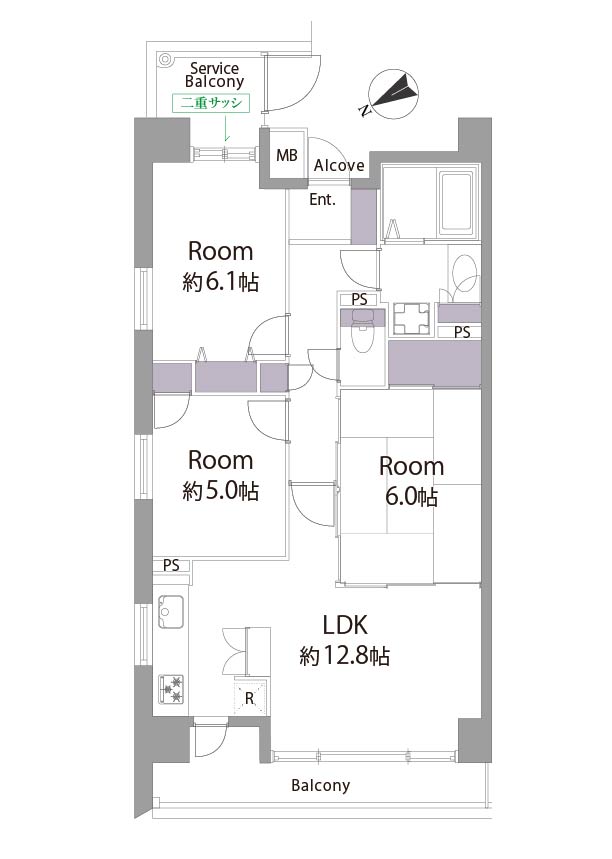 Service
Balcony
二重サッシ
N
MB
Alcove
Ent.
Room
約6.1帖
PS
PS
Room
約5.0帖
Room
6.0帖
PS
LDK
約12.8帖
R
Balcony